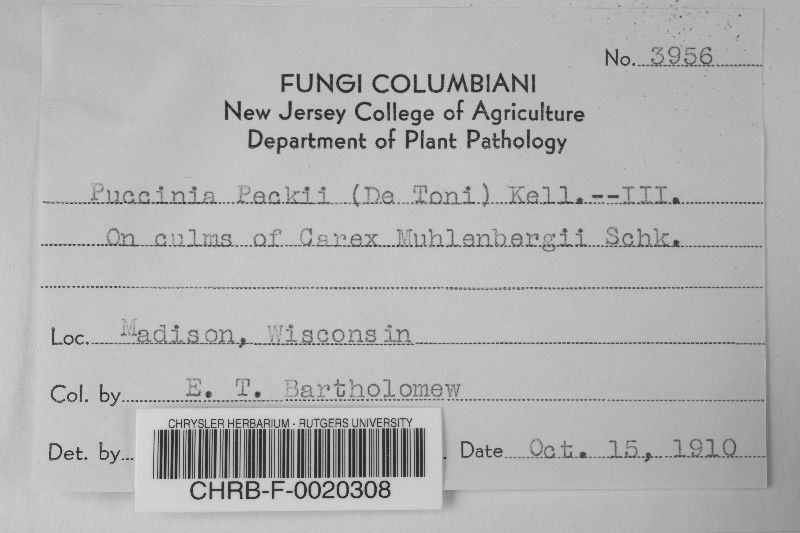 No. 3956
FUNGI COLUMBIANI
New Jersey College of Agriculture
Department of Plant Pathology
Puccinia Peckii (De Toni) Kell.--III.
On culms of Carex Muhlenbergii Schk.
Loc. Madison, Wisconsin
Col. by E. T. Bartholomew
Det. by Date Oct. 15, 1910
CHRYSLER HERBARIUM - RUTGERS UNIVERSITY
CHRB-F-0020308